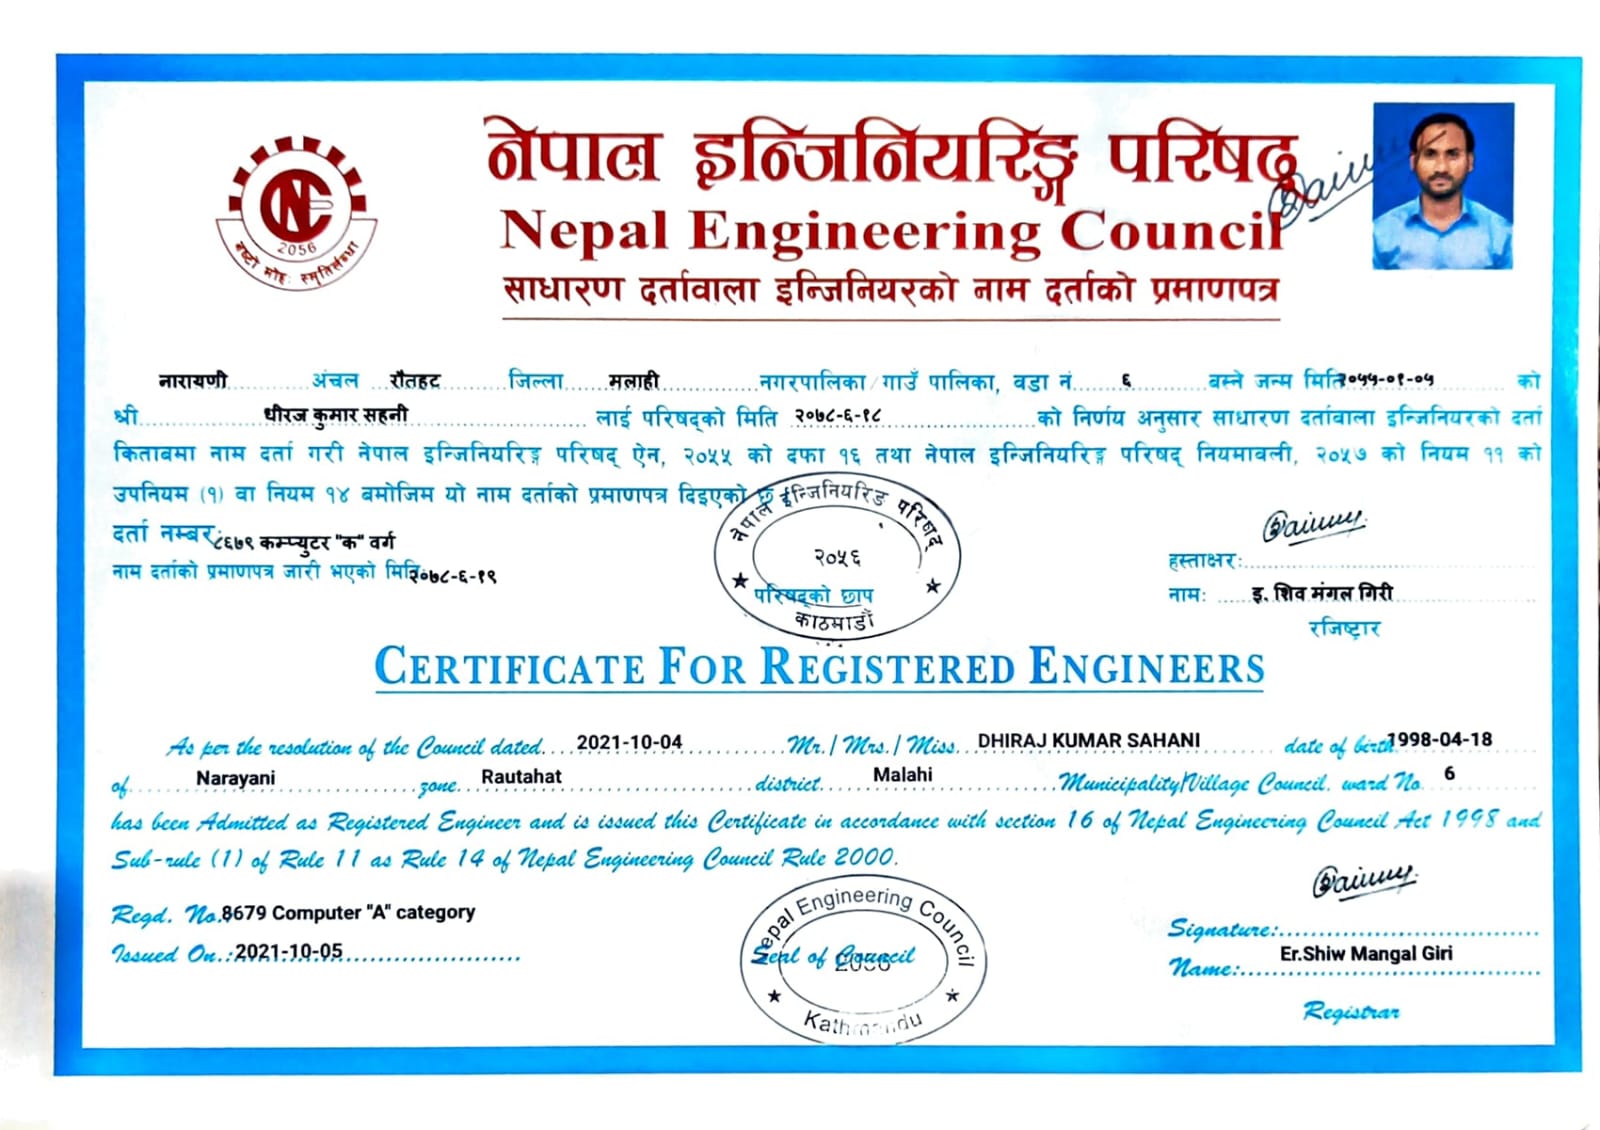 नेपाल इन्जिनियरिङ्ग परिषद्
Nepal Engineering Council
साधारण दर्तावाला इन्जिनियरको नाम दर्ताको प्रमाणपत्र
NEC
2056
नष्टो मोहः स्मृतिर्लब्धा
नारायणी अंचल रौतहट जिल्ला मलाही नगरपालिका/गाउँ पालिका, वडा नं. ६ बस्ने जन्म मिति २०५५-०१-०५ को
श्री धीरज कुमार सहनी लाई परिषद्को मिति २०७८-६-१८ को निर्णय अनुसार साधारण दर्तावाला इन्जिनियरको दर्ता
किताबमा नाम दर्ता गरी नेपाल इन्जिनियरिङ्ग परिषद् ऐन, २०५५ को दफा १६ तथा नेपाल इन्जिनियरिङ्ग परिषद् नियमावली, २०५७ को नियम ११ को
उपनियम (१) वा नियम १४ बमोजिम यो नाम दर्ताको प्रमाणपत्र दिइएको छ
दर्ता नम्बर: ८६७९ कम्प्युटर "क" वर्ग
नाम दर्ताको प्रमाणपत्र जारी भएको मिति: २०७८-६-१९
नेपाल ईन्जिनियरिङ परिषद्
२०५६
परिषद्को छाप
काठमाडौं
हस्ताक्षर:
नामः इ. शिव मंगल गिरी
रजिष्ट्रार
CERTIFICATE FOR REGISTERED ENGINEERS
As per the resolution of the Council dated 2021-10-04 Mr./ Mrs./ Miss. DHIRAJ KUMAR SAHANI date of birth 1998-04-18
of Narayani zone Rautahat district Malahi Municipality/Village Council. ward No 6
has been Admitted as Registered Engineer and is issued this Certificate in accordance with section 16 of Nepal Engineering Council Act 1998 and
Sub-rule (1) of Rule 11 as Rule 14 of Nepal Engineering Council Rule 2000.
Regd. No. 8679 Computer "A" category
Issued On.: 2021-10-05
Nepal Engineering Council
Seal of Council
2056
Kathmandu
Signature:
Name: Er.Shiw Mangal Giri
Registrar